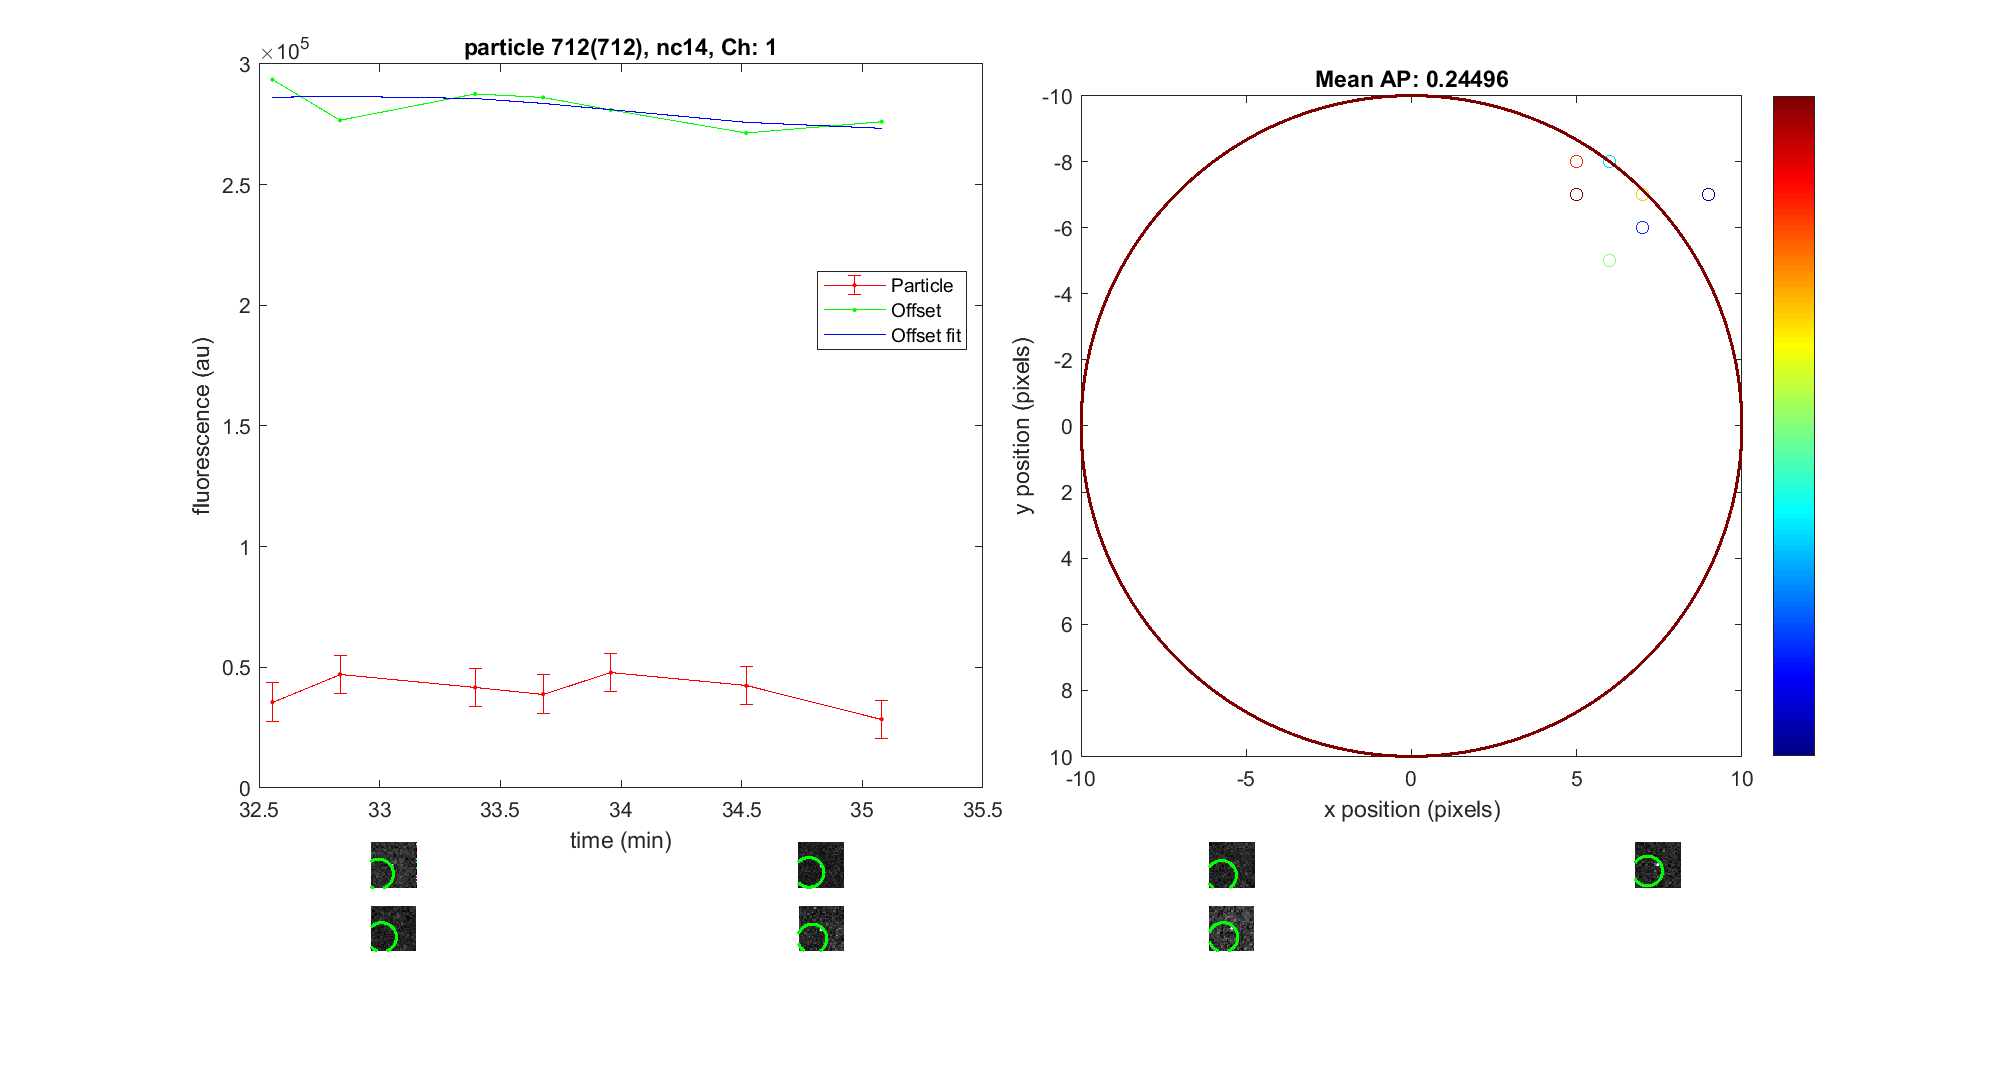 particle 712(712), nc14, Ch: 1
×10^5
3
2.5
2
1.5
1
0.5
0
fluorescence (au)
32.5 33 33.5 34 34.5 35 35.5
time (min)
Particle
Offset
Offset fit
Mean AP: 0.24496
-10
-8
-6
-4
-2
0
2
4
6
8
10
y position (pixels)
-10 -5 0 5 10
x position (pixels)